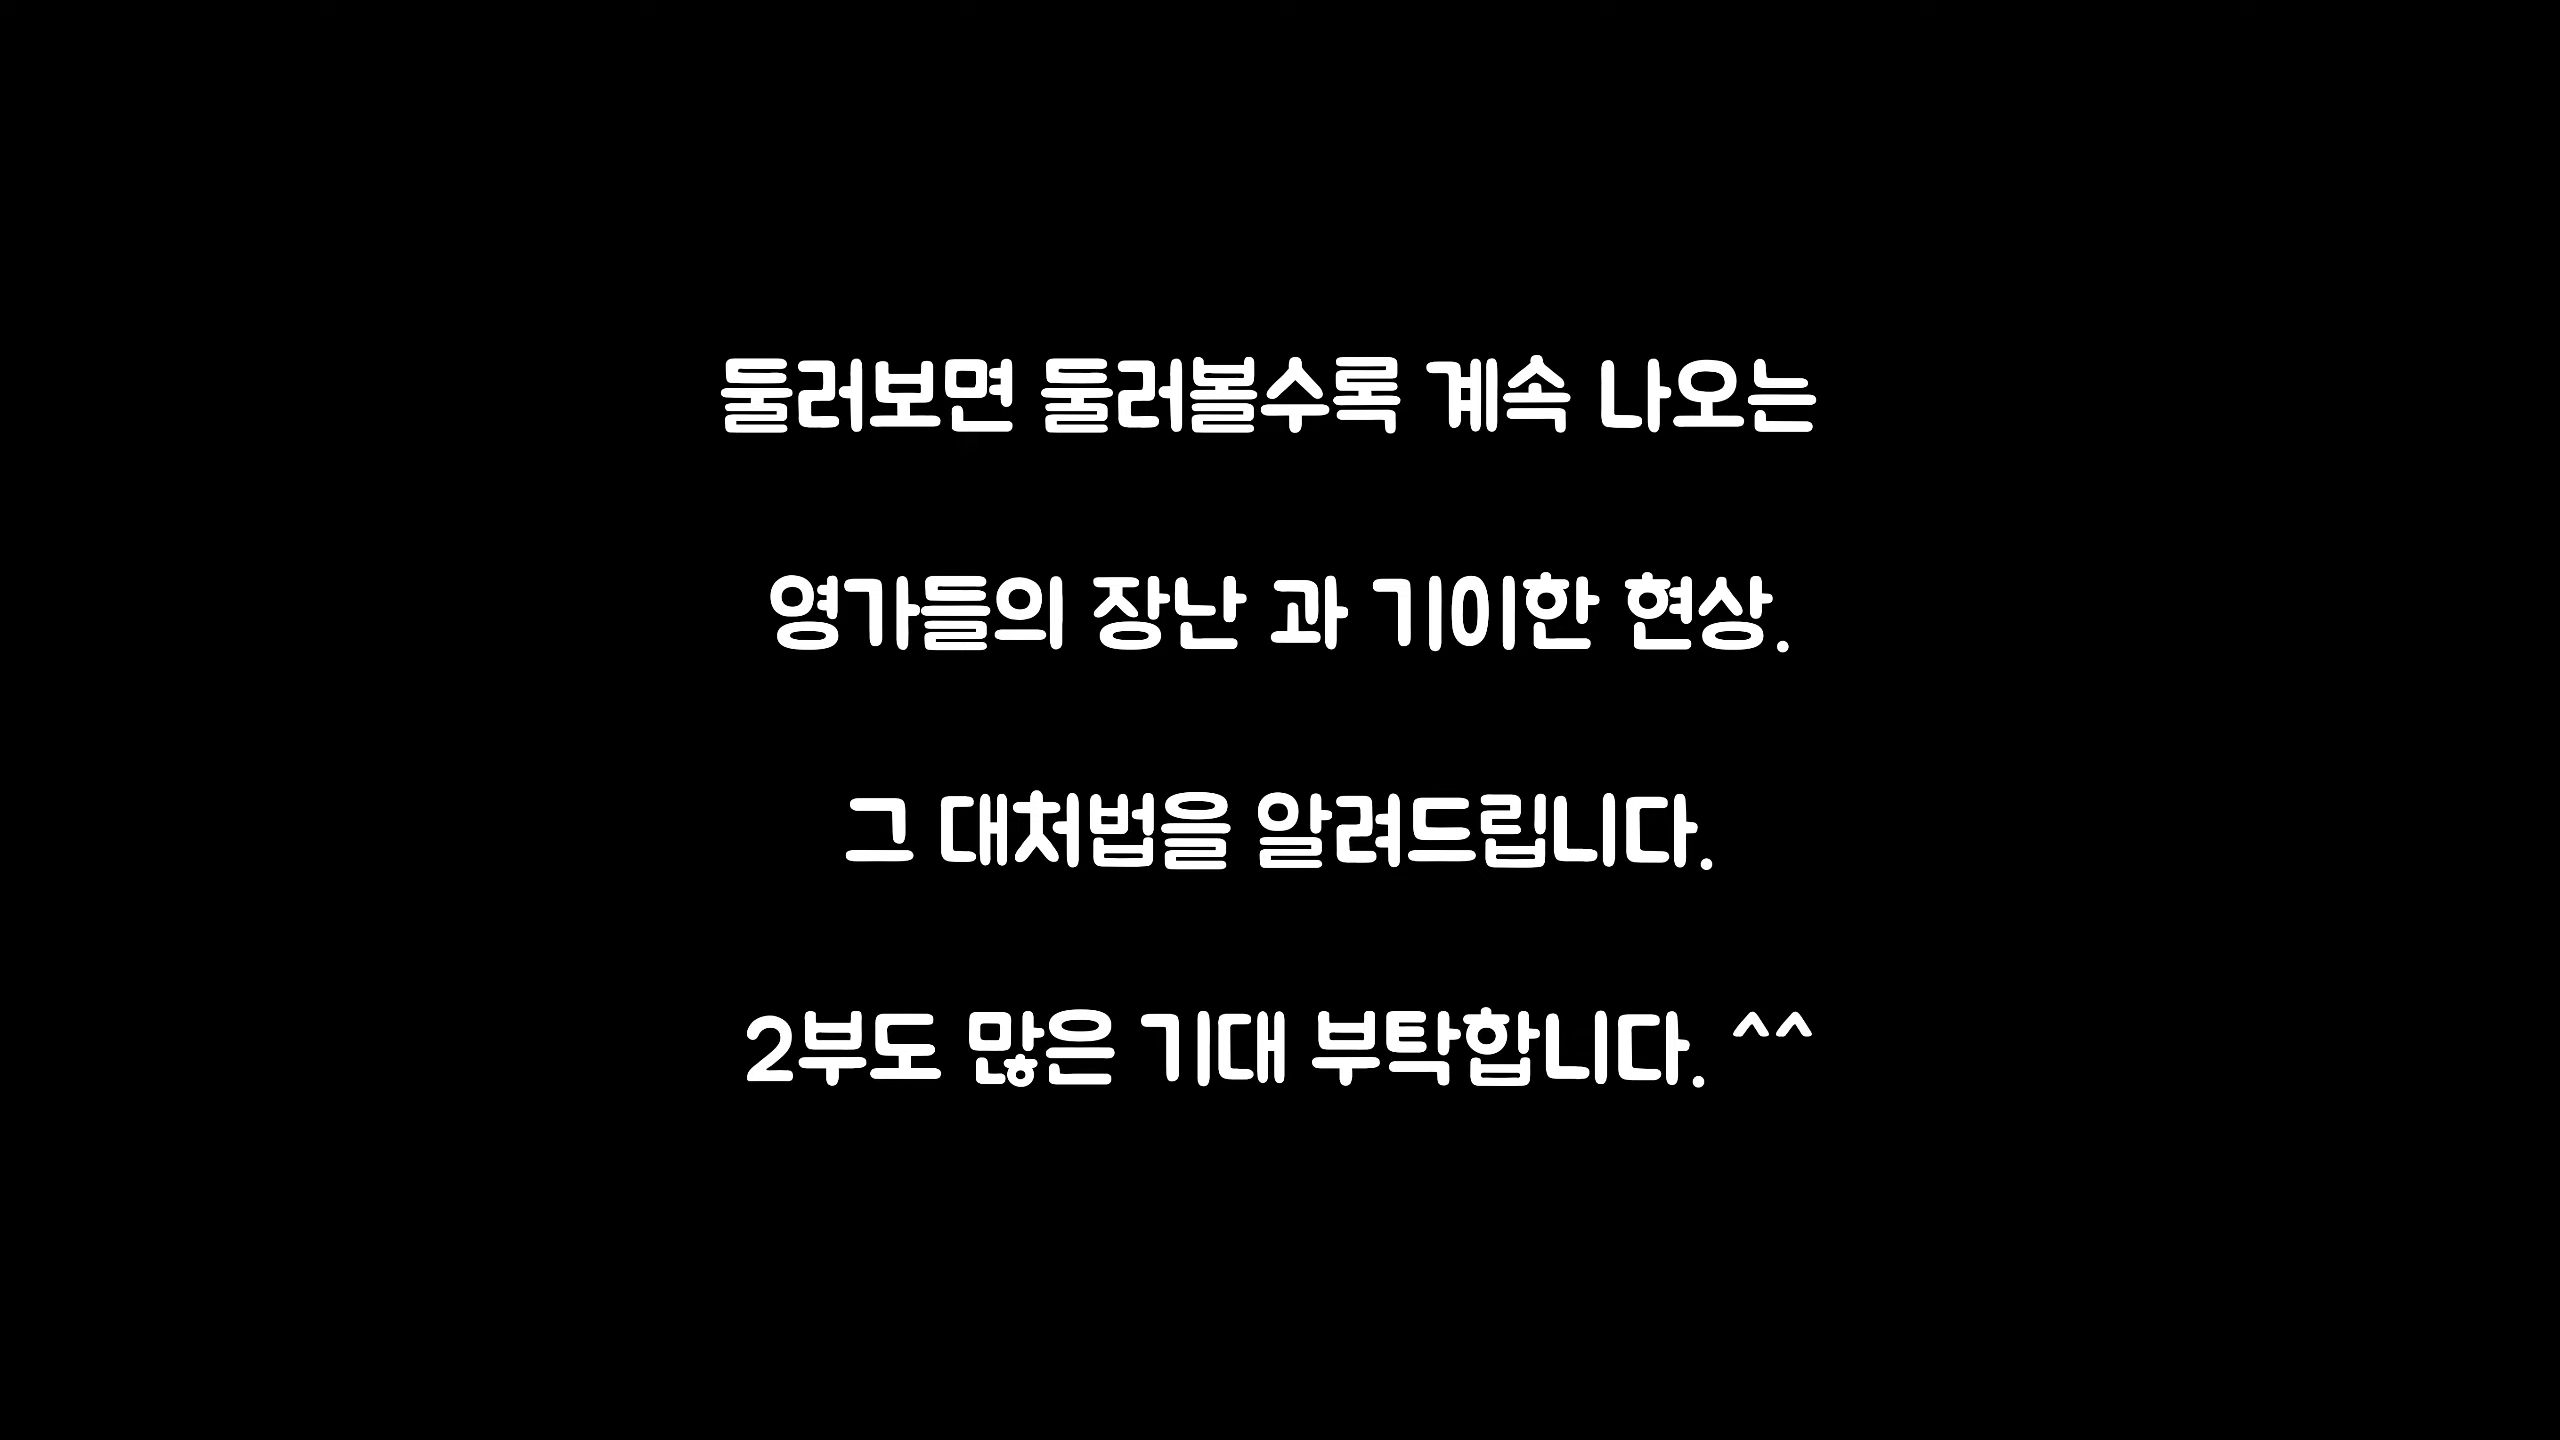 둘러보면 둘러볼수록 계속 나오는
영가들의 장난 과 기이한 현상.
그 대처법을 알려드립니다.
2부도 많은 기대 부탁합니다. ^^